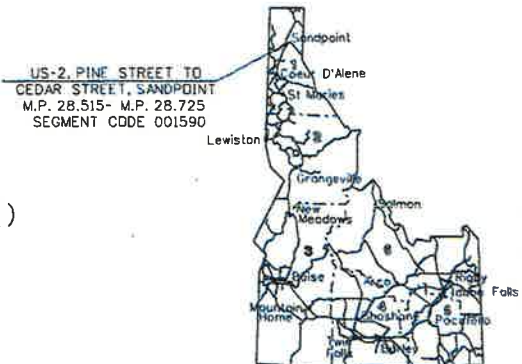 Sandpoint
1
Coeur D'Alene
US-2, PINE STREET TO
CEDAR STREET, SANDPOINT
M.P. 28.515- M.P. 28.725
SEGMENT CODE 001590
St Maries
Lewiston
2
Grangeville
)
New
Meadows
Salmon
3
6
Boise
Arco
Rigby
Idaho Falls
Mountain
Home
4
Shoshone
5
Pocatello
Twin
Falls
Burley